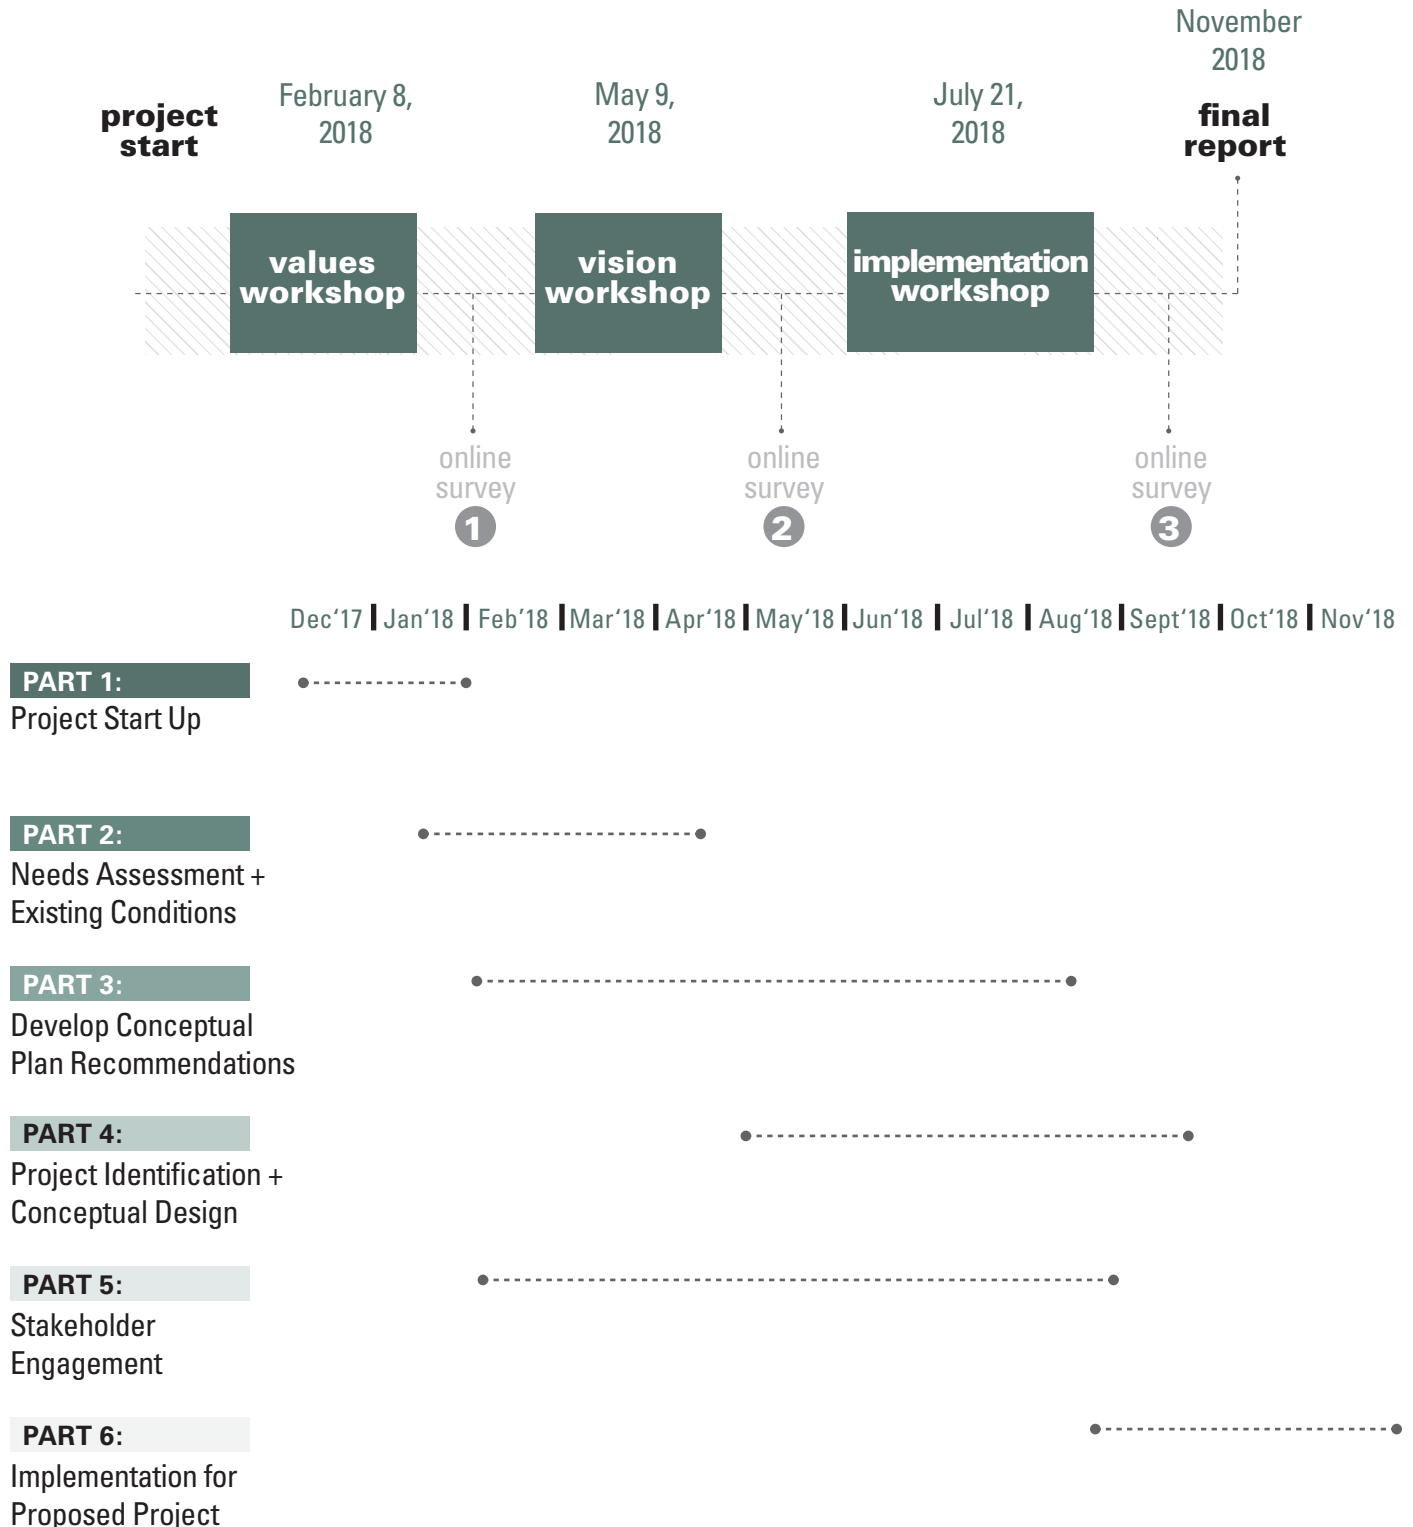 November
2018
February 8,
2018
May 9,
2018
July 21,
2018
project
start
final
report
values
workshop
vision
workshop
implementation
workshop
online
survey
1
online
survey
2
online
survey
3
Dec‘17 Jan‘18 Feb’18 Mar‘18 Apr‘18 May‘18 Jun‘18 Jul‘18 Aug‘18 Sept‘18 Oct‘18 Nov‘18
PART 1:
Project Start Up
PART 2:
Needs Assessment +
Existing Conditions
PART 3:
Develop Conceptual
Plan Recommendations
PART 4:
Project Identification +
Conceptual Design
PART 5:
Stakeholder
Engagement
PART 6:
Implementation for
Proposed Project